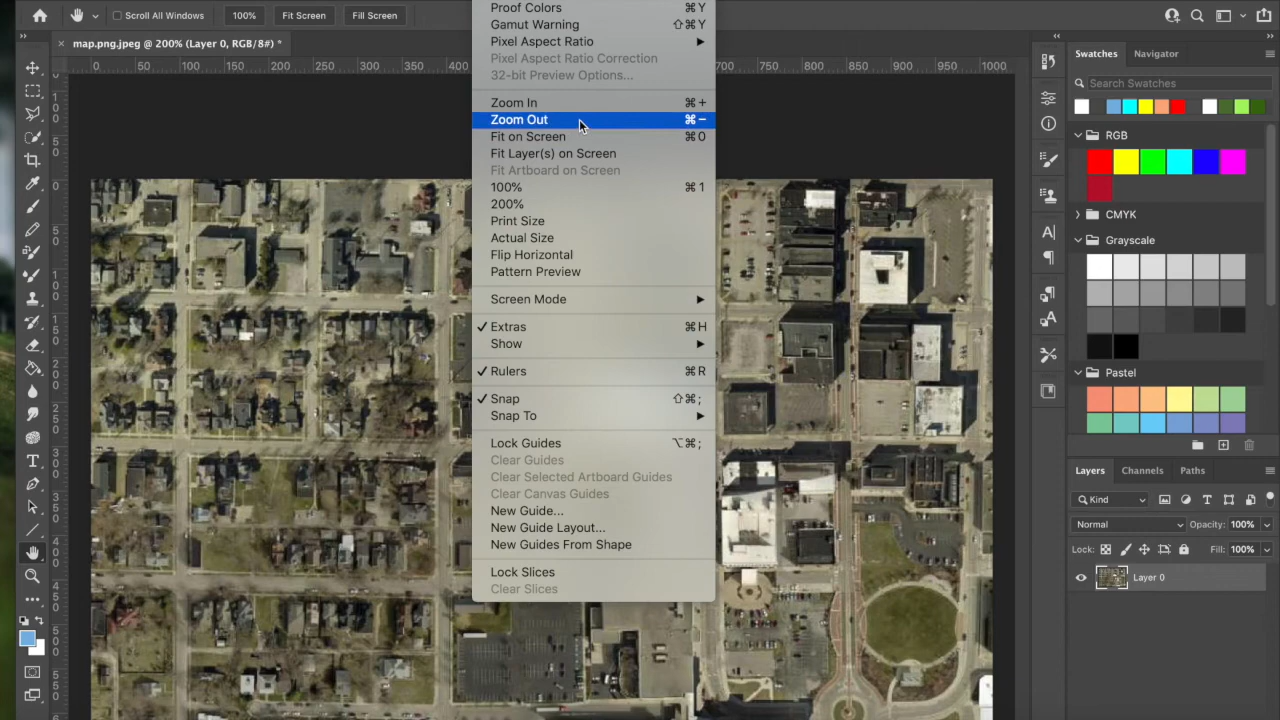 Scroll All Windows
100%
Fit Screen
Fill Screen
map.png.jpeg @ 200% (Layer 0, RGB/8#) *
0 50 100 150 200 250 300 350 400 700 750 800 850 900 950 1000
Proof Colors ⌘Y
Gamut Warning ⇧⌘Y
Pixel Aspect Ratio
Pixel Aspect Ratio Correction
32-bit Preview Options...
Zoom In ⌘+
Zoom Out ⌘−
Fit on Screen ⌘0
Fit Layer(s) on Screen
Fit Artboard on Screen
100% ⌘1
200%
Print Size
Actual Size
Flip Horizontal
Pattern Preview
Screen Mode
Extras ⌘H
Show
Rulers ⌘R
Snap ⇧⌘;
Snap To
Lock Guides ⌥⌘;
Clear Guides
Clear Selected Artboard Guides
Clear Canvas Guides
New Guide...
New Guide Layout...
New Guides From Shape
Lock Slices
Clear Slices
Swatches
Navigator
Search Swatches
RGB
CMYK
Grayscale
Pastel
Layers
Channels
Paths
Kind
Normal
Opacity: 100%
Lock:
Fill: 100%
Layer 0